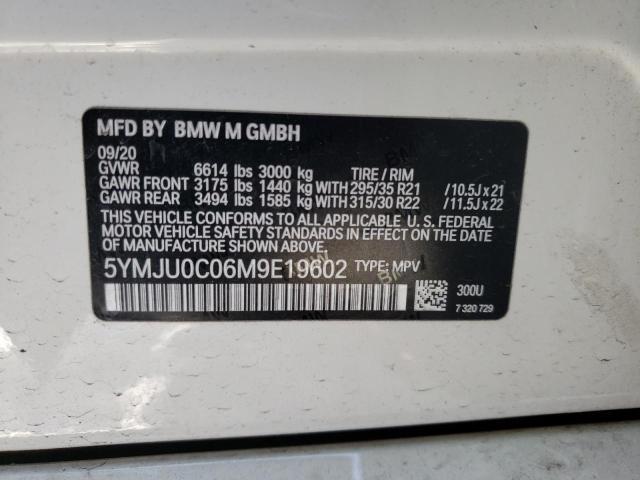 MFD BY BMW M GMBH
09/20
GVWR 6614 lbs 3000 kg TIRE / RIM
GAWR FRONT 3175 lbs 1440 kg WITH 295/35 R21 /10.5J x 21
GAWR REAR 3494 lbs 1585 kg WITH 315/30 R22 /11.5J x 22
THIS VEHICLE CONFORMS TO ALL APPLICABLE U. S. FEDERAL
MOTOR VEHICLE SAFETY STANDARDS IN EFFECT ON THE DATE
OF MANUFACTURE SHOWN ABOVE.
5YMJU0C06M9E19602 TYPE: MPV
300U
7 320 729